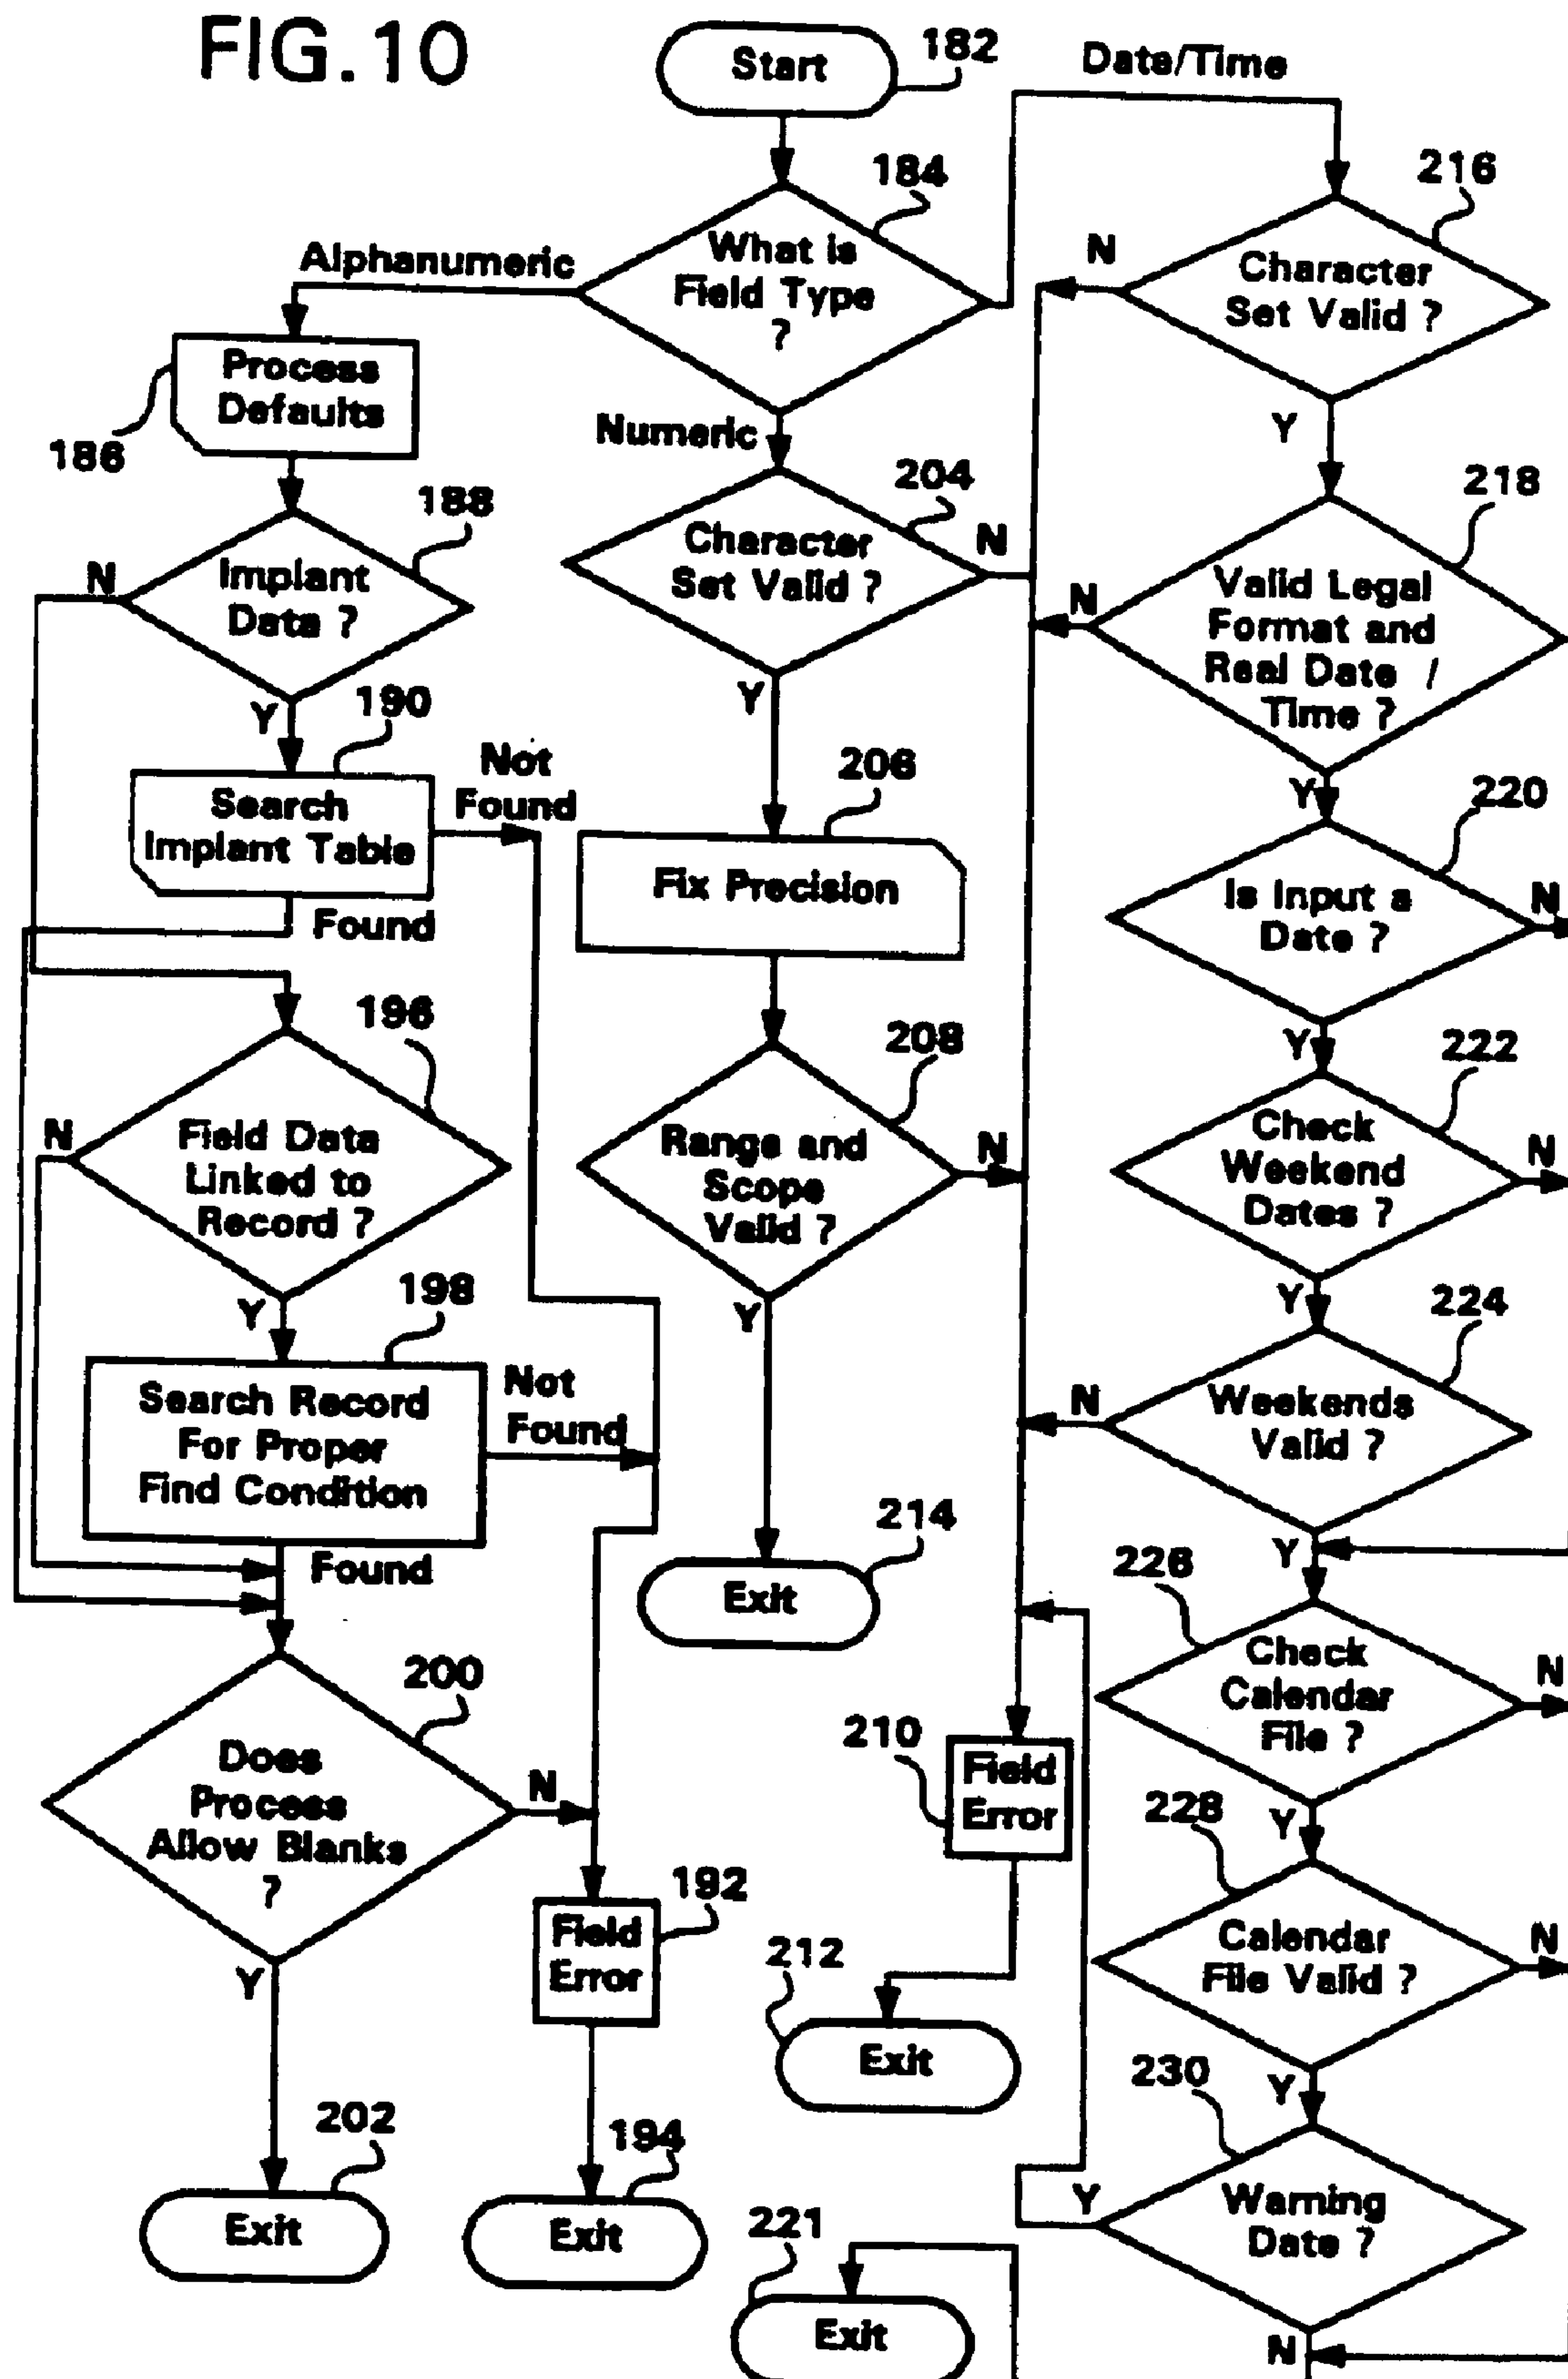 FIG.10
Start
182
Date/Time
184
What is
Field Type
?
Alphanumeric
Numeric
216
Character
Set Valid ?
N
Y
Process
Defaults
186
188
Implant
Data ?
N
Y
204
Character
Set Valid ?
N
Y
218
Valid Legal
Format and
Real Date /
Time ?
N
Y
190
Search
Implant Table
Not
Found
Found
206
Fix Precision
220
Is Input a
Date ?
N
Y
196
Field Data
Linked to
Record ?
N
Y
208
Range and
Scope
Valid ?
N
Y
222
Check
Weekend
Dates ?
N
Y
198
Search Record
For Proper
Find Condition
Not
Found
Found
224
Weekends
Valid ?
N
Y
214
Exit
226
Check
Calendar
File ?
N
Y
200
Does
Process
Allow Blanks
?
N
Y
210
Field
Error
228
Calendar
File Valid ?
N
Y
192
Field
Error
212
Exit
230
Warning
Date ?
Y
N
202
Exit
194
Exit
221
Exit